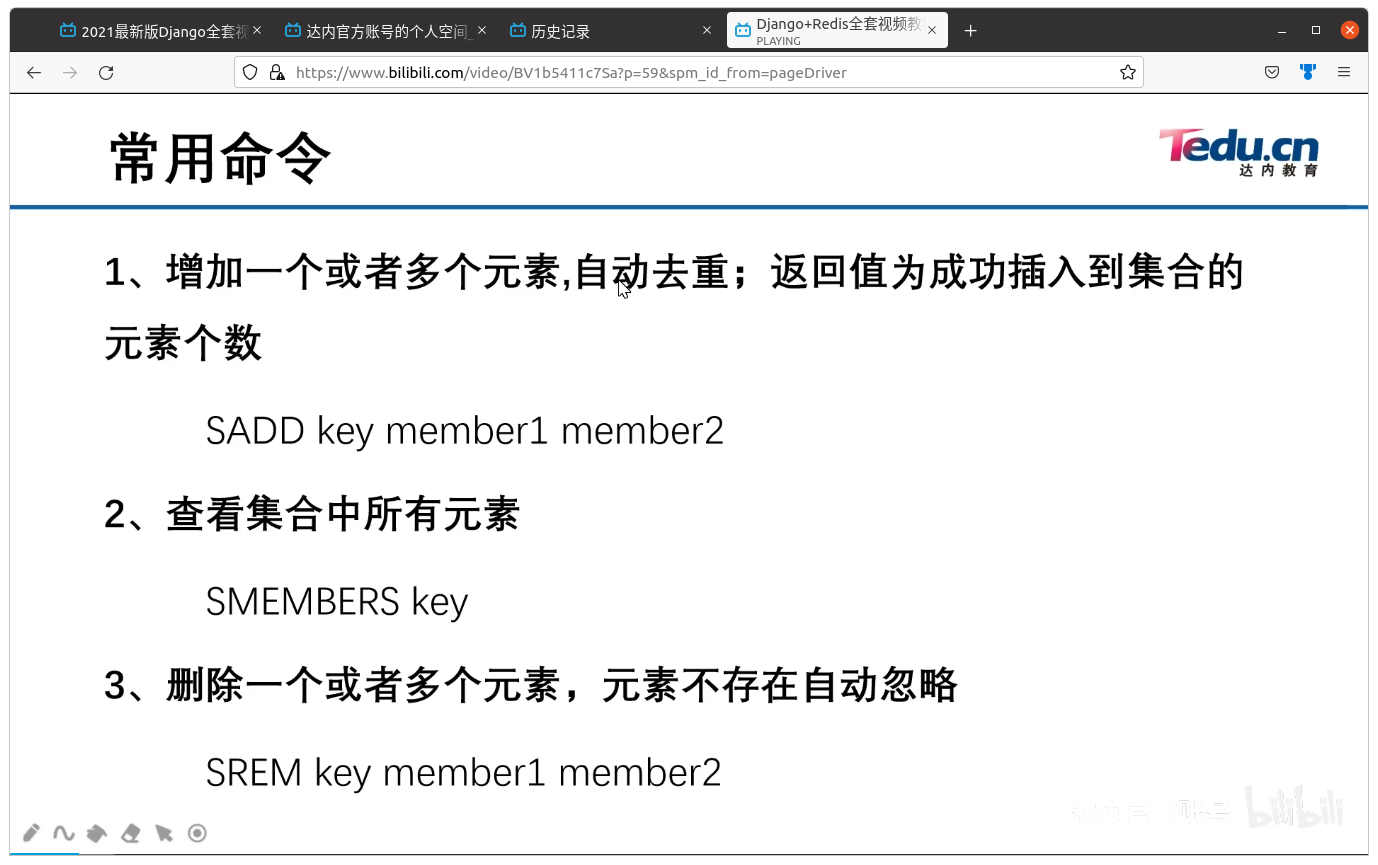 2021最新版Django全套视
达内官方账号的个人空间_
历史记录
Django+Redis全套视频教
PLAYING
https://www.bilibili.com/video/BV1b5411c7Sa?p=59&spm_id_from=pageDriver
常用命令
Tedu.cn
达内教育
1、增加一个或者多个元素,自动去重；返回值为成功插入到集合的
元素个数
SADD key member1 member2
2、查看集合中所有元素
SMEMBERS key
3、删除一个或者多个元素，元素不存在自动忽略
SREM key member1 member2
达内官方账号 bilibili